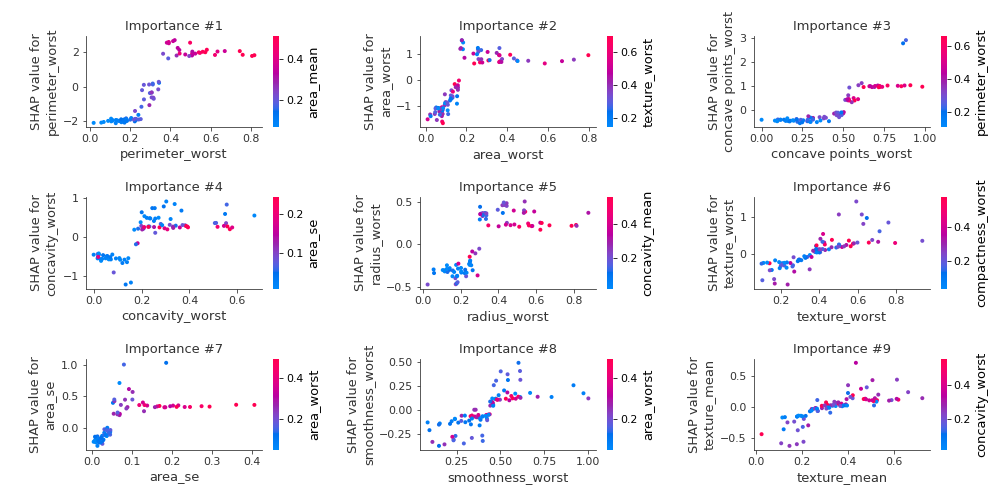 Importance #1
SHAP value for
perimeter_worst
2
0
−2
0.0
0.2
0.4
0.6
0.8
perimeter_worst
0.4
0.2
area_mean
Importance #2
SHAP value for
area_worst
1
0
−1
0.0
0.2
0.4
0.6
0.8
area_worst
0.6
0.4
0.2
texture_worst
Importance #3
SHAP value for
concave points_worst
3
2
1
0
0.00
0.25
0.50
0.75
1.00
concave points_worst
0.6
0.4
0.2
perimeter_worst
Importance #4
SHAP value for
concavity_worst
1
0
−1
0.0
0.2
0.4
0.6
concavity_worst
0.2
0.1
area_se
Importance #5
SHAP value for
radius_worst
0.5
0.0
−0.5
0.0
0.2
0.4
0.6
0.8
radius_worst
0.4
0.2
concavity_mean
Importance #6
SHAP value for
texture_worst
1
0
0.2
0.4
0.6
0.8
texture_worst
0.4
0.2
compactness_worst
Importance #7
SHAP value for
area_se
1.0
0.5
0.0
0.0
0.1
0.2
0.3
0.4
area_se
0.4
0.2
area_worst
Importance #8
SHAP value for
smoothness_worst
0.50
0.25
0.00
−0.25
0.25
0.50
0.75
1.00
smoothness_worst
0.4
0.2
area_worst
Importance #9
SHAP value for
texture_mean
0.5
0.0
−0.5
0.0
0.2
0.4
0.6
texture_mean
0.4
0.2
concavity_worst